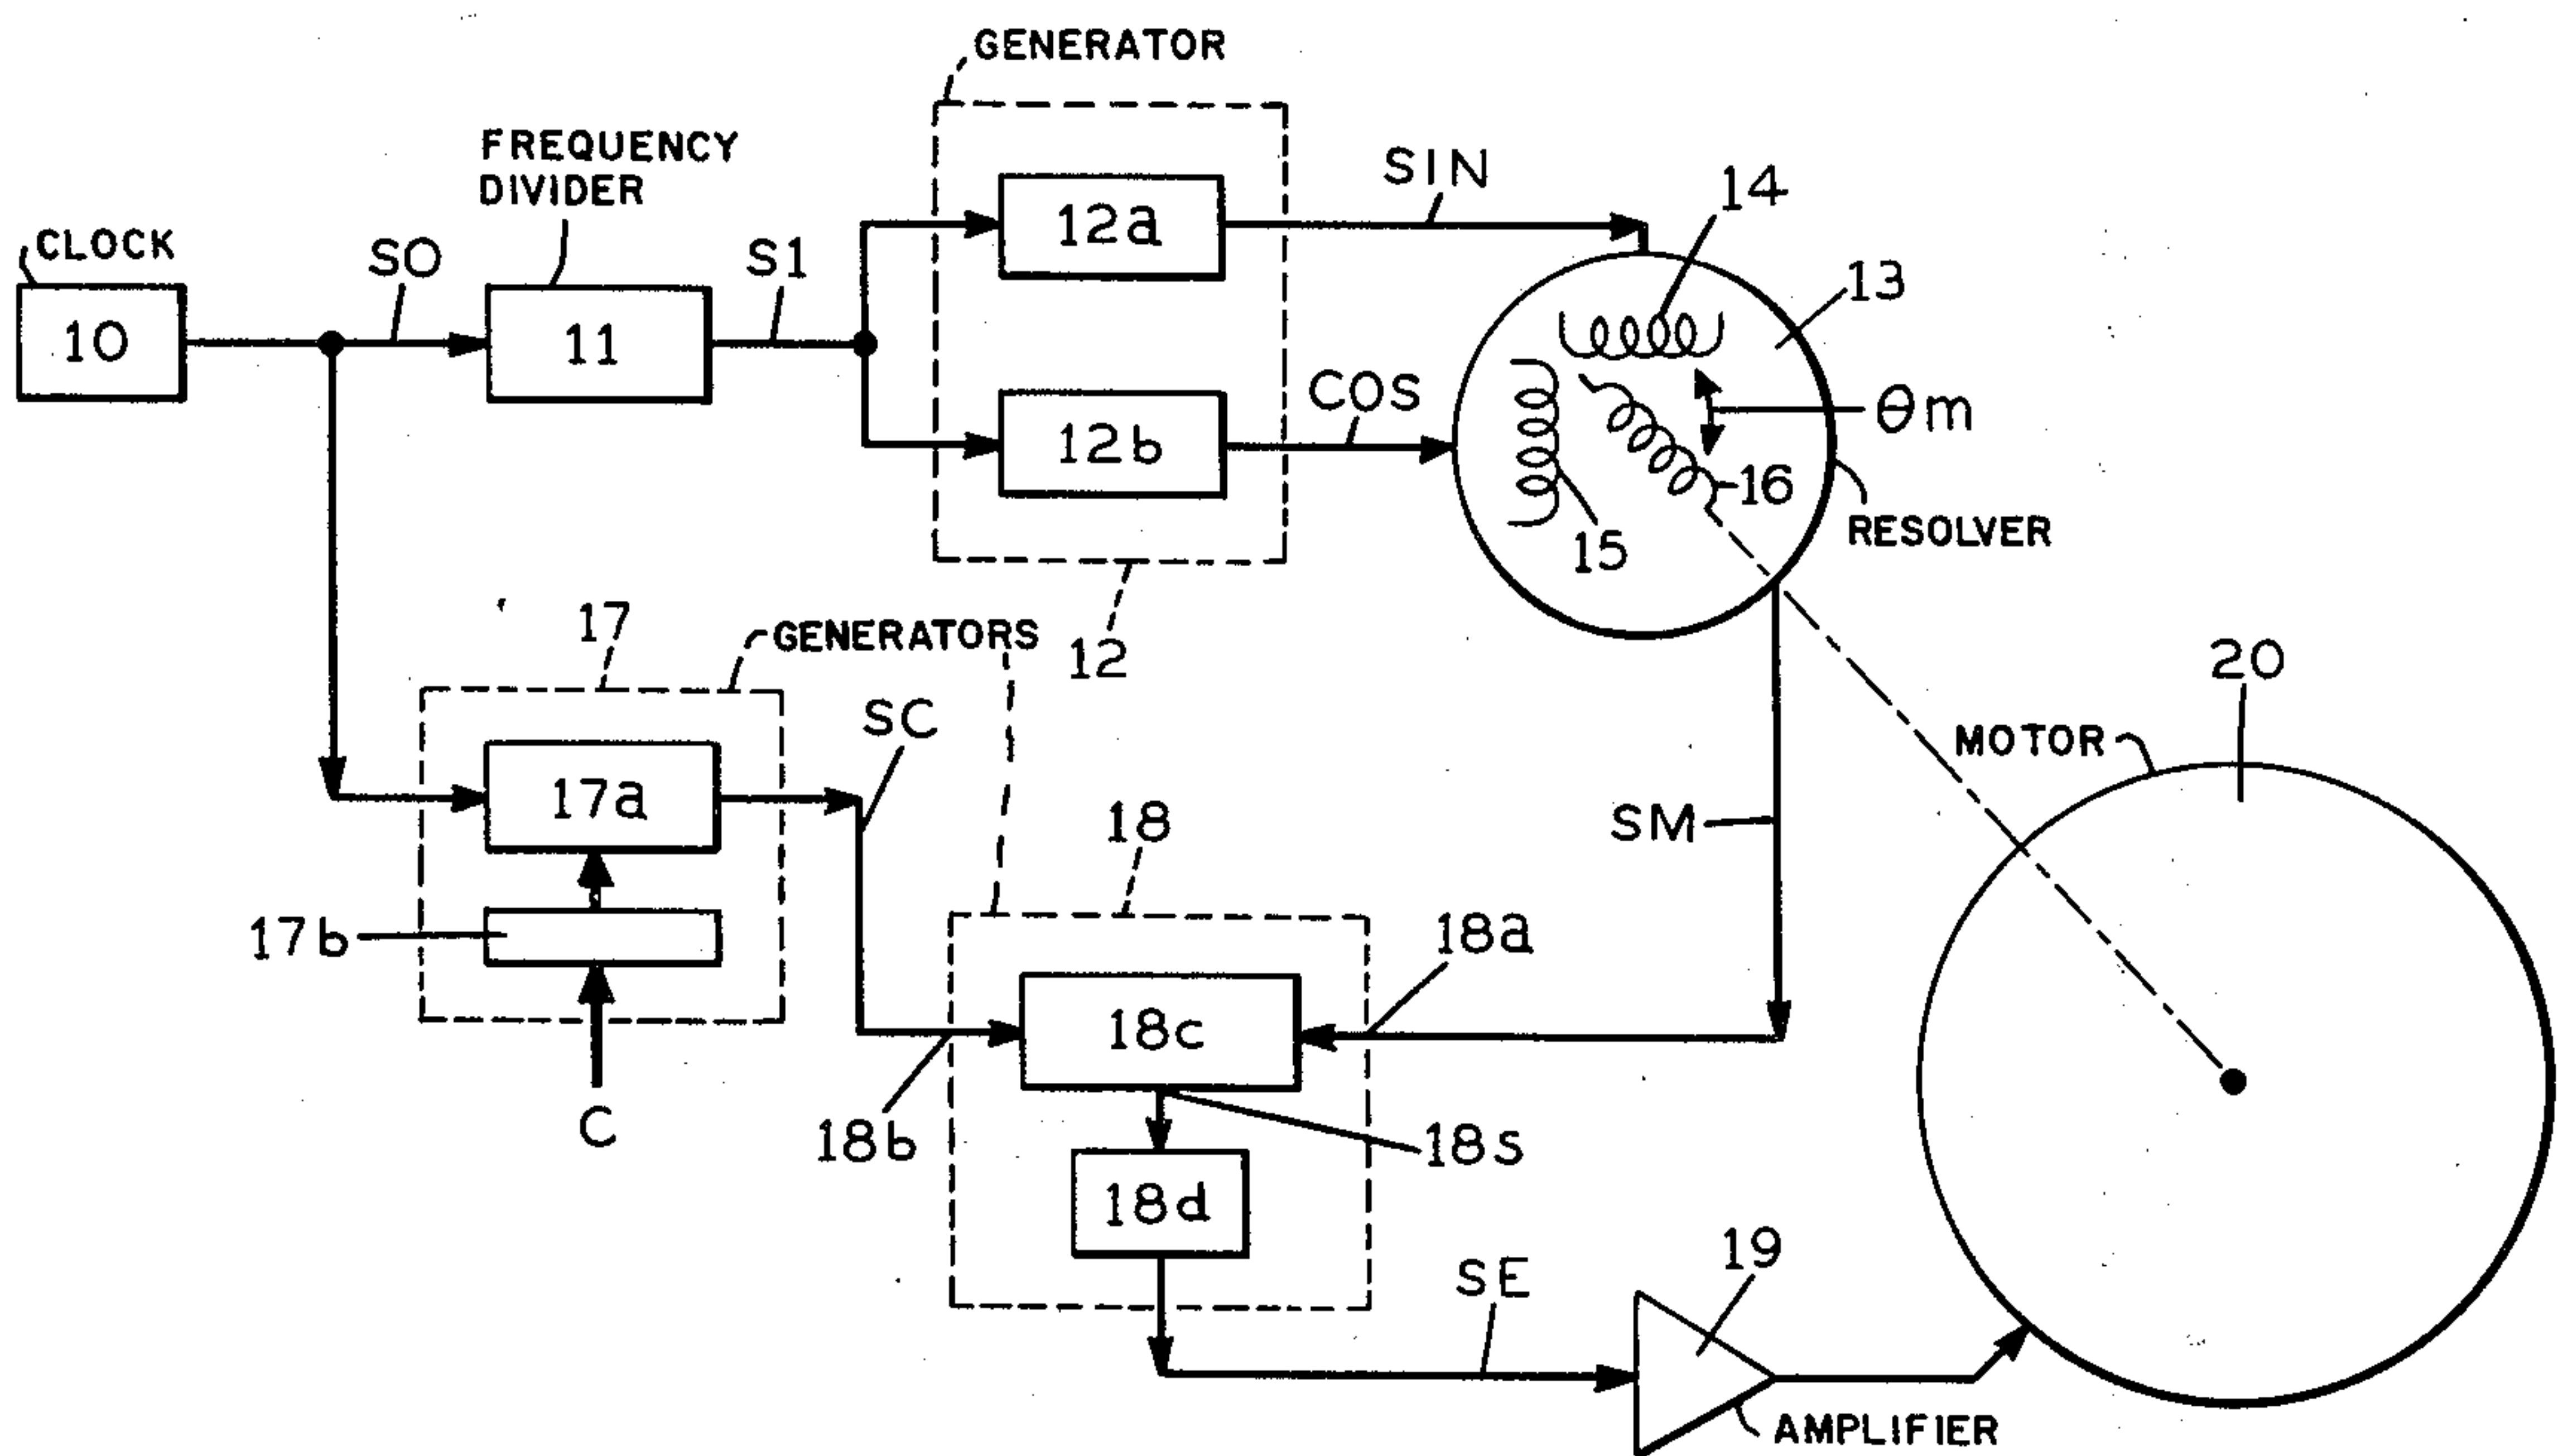 GENERATOR
FREQUENCY
DIVIDER
CLOCK
SO
S1
10
11
12a
12b
SIN
COS
14
13
θm
16
15
RESOLVER
12
17
GENERATORS
SC
17a
17b
C
18
18a
18b
18c
18s
18d
SM
MOTOR
20
SE
19
AMPLIFIER